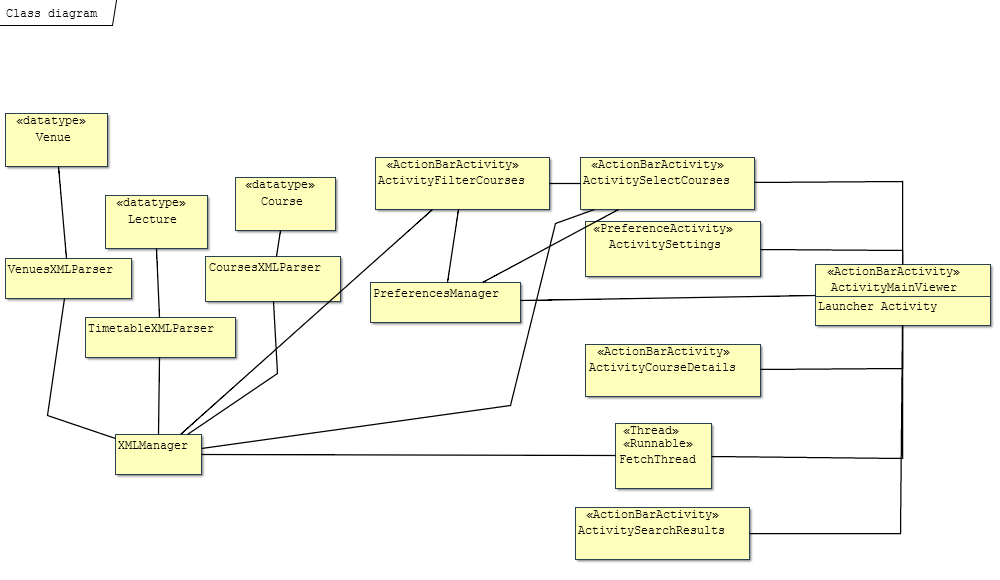 Class diagram
«datatype»
Venue
«datatype»
Lecture
«datatype»
Course
«ActionBarActivity»
ActivityFilterCourses
«ActionBarActivity»
ActivitySelectCourses
«PreferenceActivity»
ActivitySettings
VenuesXMLParser
CoursesXMLParser
PreferencesManager
«ActionBarActivity»
ActivityMainViewer
Launcher Activity
TimetableXMLParser
«ActionBarActivity»
ActivityCourseDetails
XMLManager
«Thread»
«Runnable»
FetchThread
«ActionBarActivity»
ActivitySearchResults